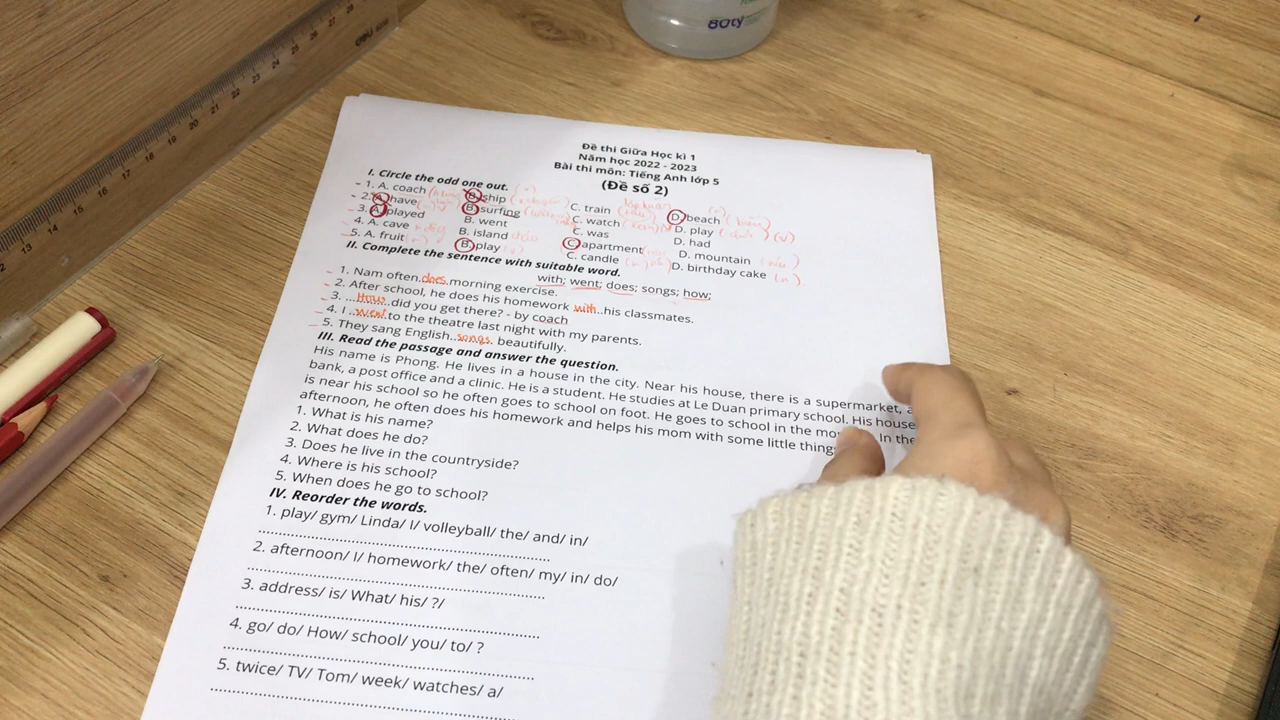 BOty
deli
Đề thi Giữa Học kì 1
Năm học 2022 - 2023
Bài thi môn: Tiếng Anh lớp 5
(Đề số 2)
I. Circle the odd one out.
1. A. coach B. ship C. train D. beach
2. A. have B. surfing C. watch D. play
3. A. played B. went C. was D. had
4. A. cave B. island C. apartment D. mountain
5. A. fruit B. play C. candle D. birthday cake
II. Complete the sentence with suitable word.
with; went; does; songs; how;
1. Nam often does morning exercise.
2. After school, he does his homework with..his classmates.
3. ...How...did you get there? - by coach
4. I ..went.to the theatre last night with my parents.
5. They sang English..songs. beautifully.
III. Read the passage and answer the question.
His name is Phong. He lives in a house in the city. Near his house, there is a supermarket,
bank, a post office and a clinic. He is a student. He studies at Le Duan primary school. His house
is near his school so he often goes to school on foot. He goes to school in the In the
afternoon, he often does his homework and helps his mom with some little
1. What is his name?
2. What does he do?
3. Does he live in the countryside?
4. Where is his school?
5. When does he go to school?
IV. Reorder the words.
1. play/ gym/ Linda/ I/ volleyball/ the/ and/ in/
2. afternoon/ I/ homework/ the/ often/ my/ in/ do/
3. address/ is/ What/ his/ ?/
4. go/ do/ How/ school/ you/ to/ ?
5. twice/ TV/ Tom/ week/ watches/ a/